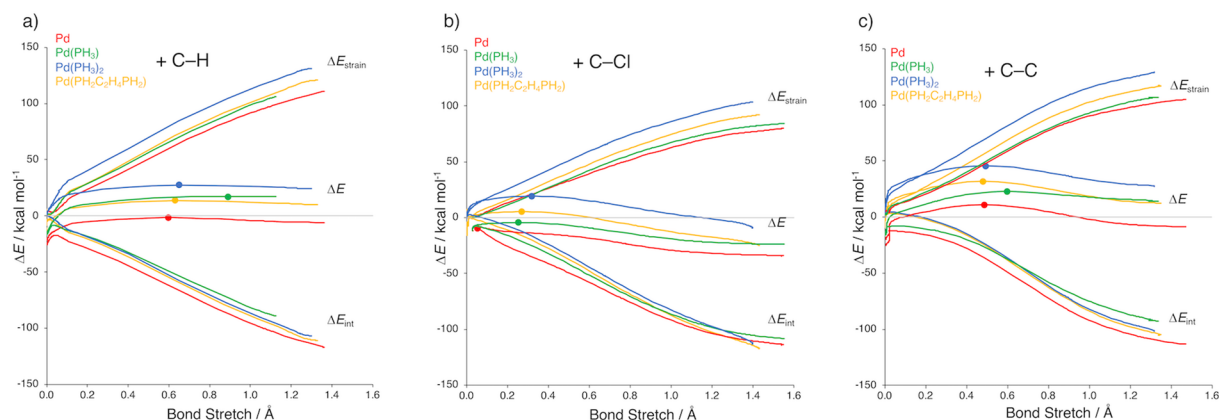 a)
Pd
Pd(PH3)
Pd(PH3)2
Pd(PH2C2H4PH2)
+ C–H
ΔEstrain
ΔE
ΔEint
ΔE / kcal mol-1
150
100
50
0
-50
-100
-150
0.0 0.2 0.4 0.6 0.8 1.0 1.2 1.4 1.6
Bond Stretch / Å
b)
Pd
Pd(PH3)
Pd(PH3)2
Pd(PH2C2H4PH2)
+ C–Cl
ΔEstrain
ΔE
ΔEint
ΔE / kcal mol-1
150
100
50
0
-50
-100
-150
0.0 0.2 0.4 0.6 0.8 1.0 1.2 1.4 1.6
Bond Stretch / Å
c)
Pd
Pd(PH3)
Pd(PH3)2
Pd(PH2C2H4PH2)
+ C–C
ΔEstrain
ΔE
ΔEint
ΔE / kcal mol-1
150
100
50
0
-50
-100
-150
0.0 0.2 0.4 0.6 0.8 1.0 1.2 1.4 1.6
Bond Stretch / Å